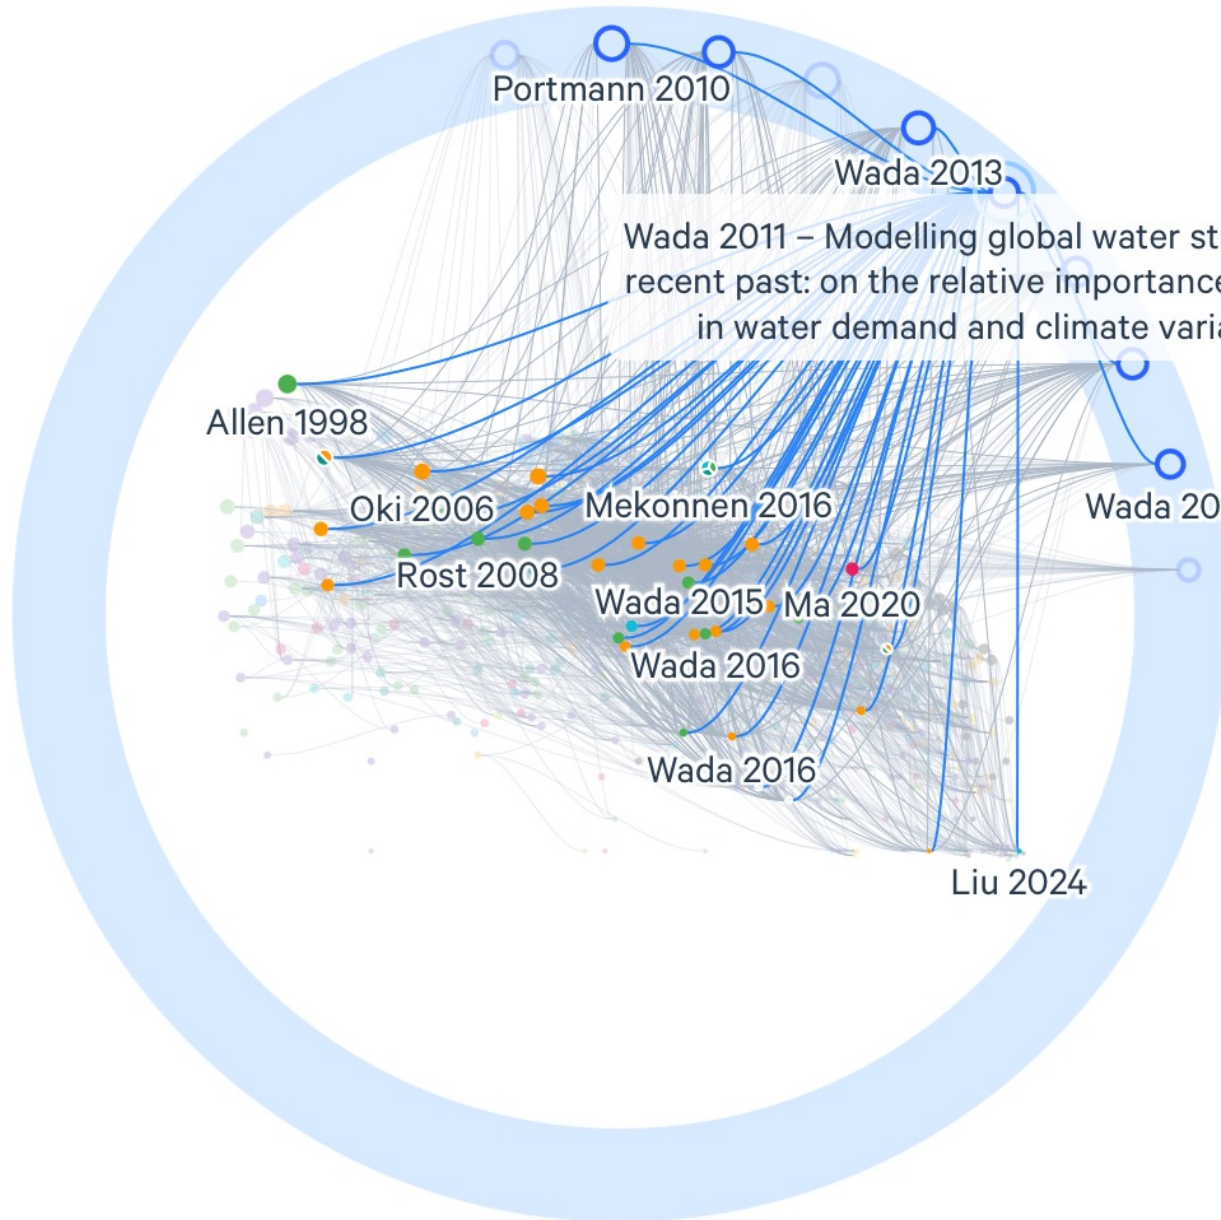 Portmann 2010
Wada 2013
Wada 2011 – Modelling global water st
recent past: on the relative importance
in water demand and climate varia
Allen 1998
Oki 2006
Mekonnen 2016
Wada 20
Rost 2008
Wada 2015
Ma 2020
Wada 2016
Wada 2016
Liu 2024